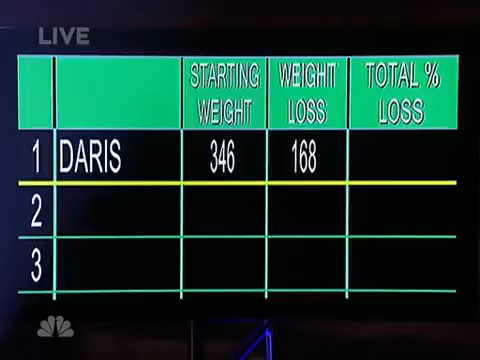 LIVE
STARTING WEIGHT
WEIGHT LOSS
TOTAL % LOSS
1 DARIS 346 168
2
3